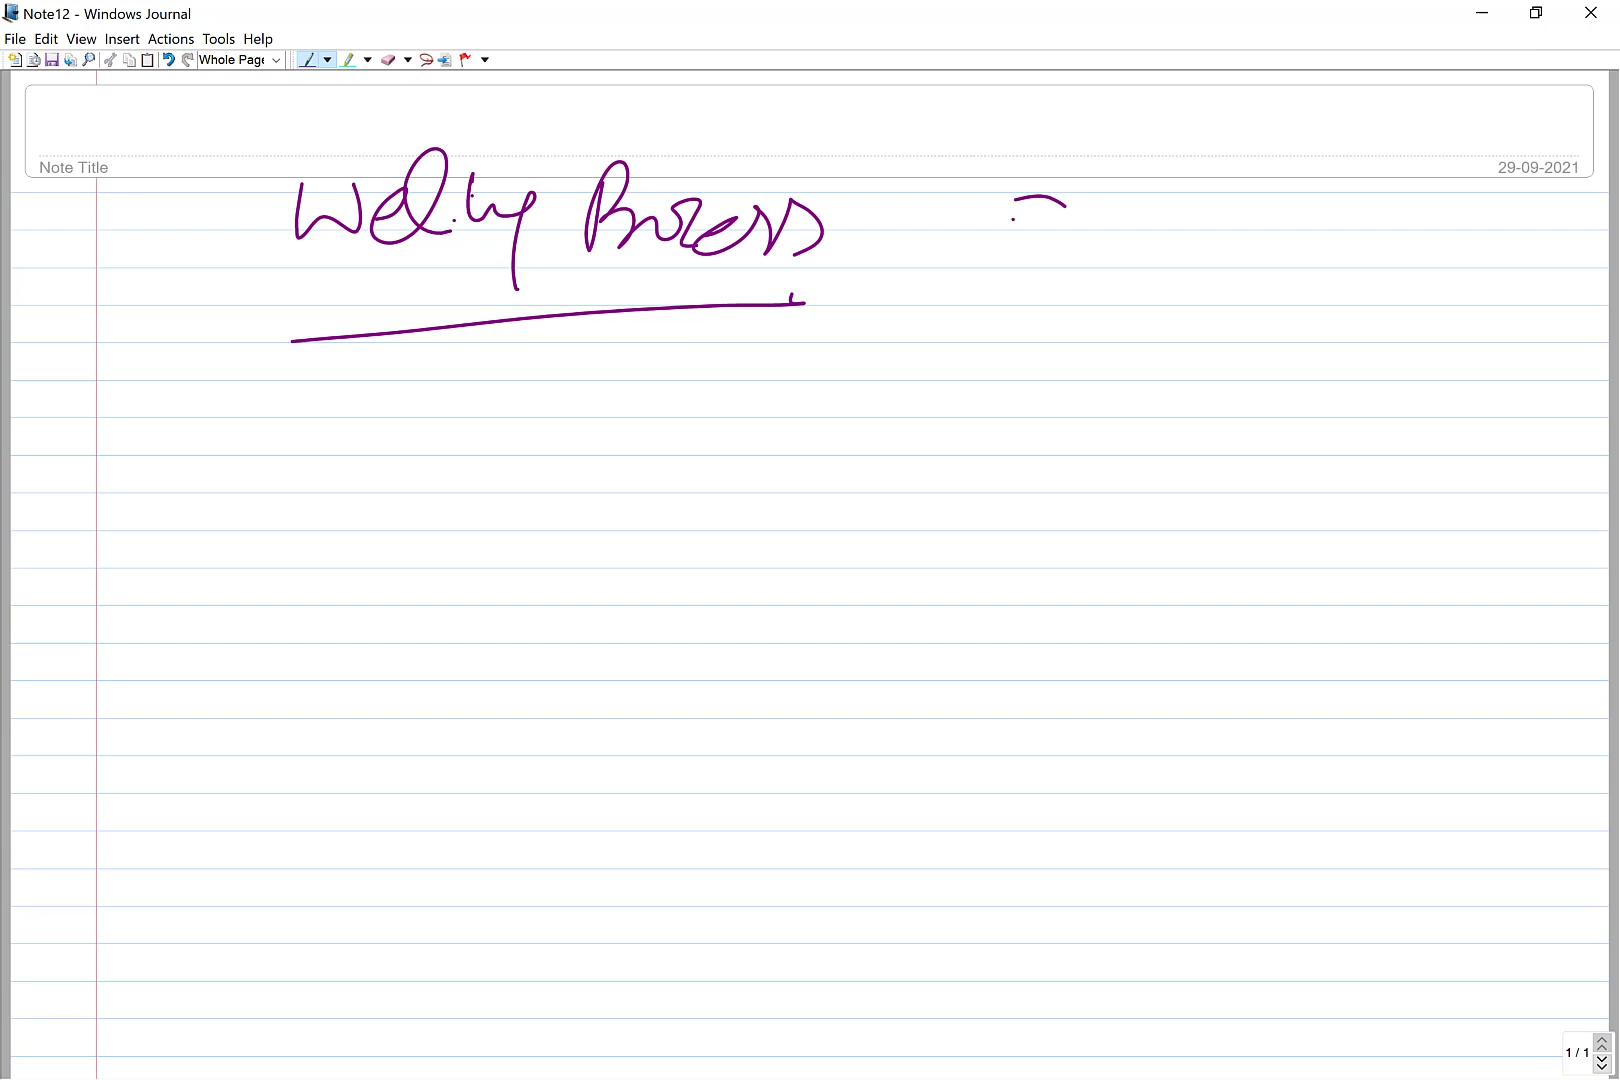 Note12 - Windows Journal
File Edit View Insert Actions Tools Help
Whole Page
Note Title
29-09-2021
Welding Process
1 / 1